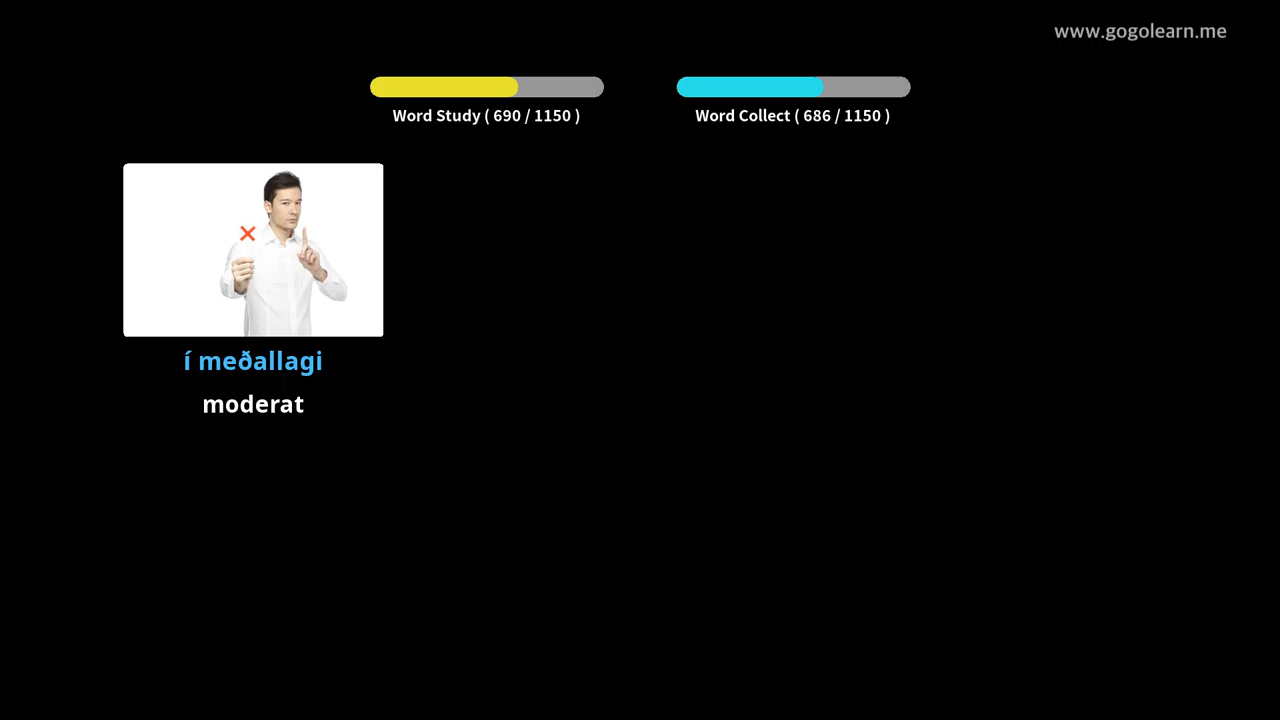 www.gogolearn.me
Word Study ( 690 / 1150 )
Word Collect ( 686 / 1150 )
í meðallagi
moderat